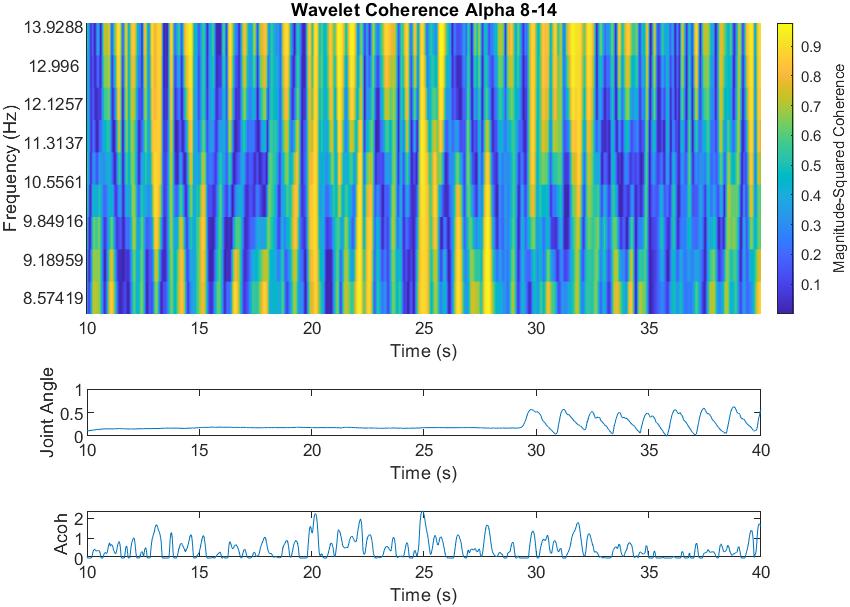 Wavelet Coherence Alpha 8-14
Frequency (Hz)
13.9288
12.996
12.1257
11.3137
10.5561
9.84916
9.18959
8.57419
10 15 20 25 30 35
Time (s)
0.9
0.8
0.7
0.6
0.5
0.4
0.3
0.2
0.1
Magnitude-Squared Coherence
Joint Angle
1
0.5
0
10 15 20 25 30 35 40
Time (s)
Acoh
2
1
0
10 15 20 25 30 35 40
Time (s)